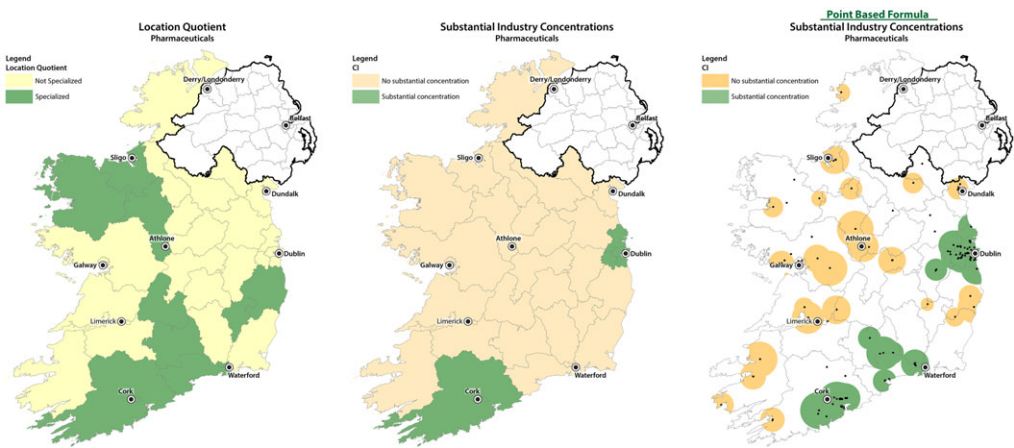 Location Quotient
Pharmaceuticals
Legend
Location Quotient
Not Specialized
Specialized
Derry/Londonderry
Belfast
Sligo
Dundalk
Athlone
Galway
Dublin
Limerick
Waterford
Cork
Substantial Industry Concentrations
Pharmaceuticals
Legend
CI
No substantial concentration
Substantial concentration
Derry/Londonderry
Belfast
Sligo
Dundalk
Athlone
Galway
Dublin
Limerick
Waterford
Cork
Point Based Formula
Substantial Industry Concentrations
Pharmaceuticals
Legend
CI
No substantial concentration
Substantial concentration
Derry/Londonderry
Belfast
Sligo
Dundalk
Athlone
Galway
Dublin
Limerick
Waterford
Cork